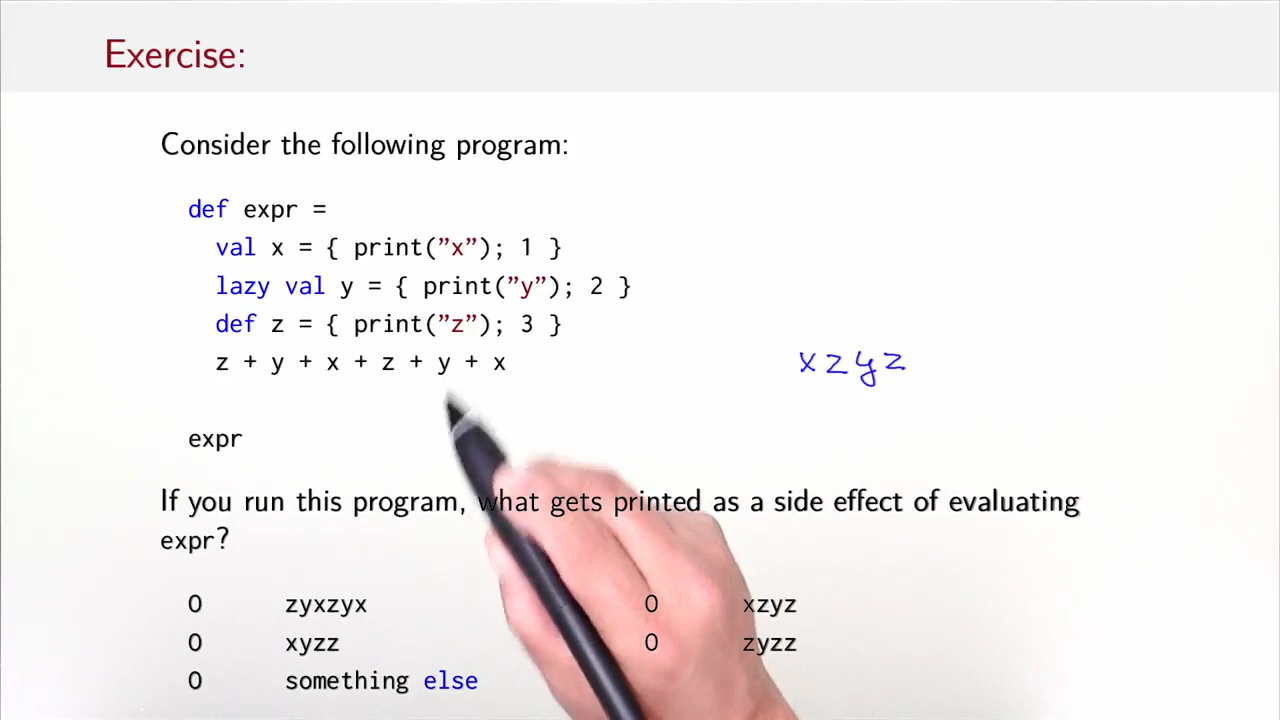 Exercise:
Consider the following program:
def expr =
val x = { print(”x”); 1 }
lazy val y = { print(”y”); 2 }
def z = { print(”z”); 3 }
z + y + x + z + y + x
xzyz
expr
If you run this program, what gets printed as a side effect of evaluating
expr?
O zyxzyx O xzyz
O xyzz O zyzz
O something else